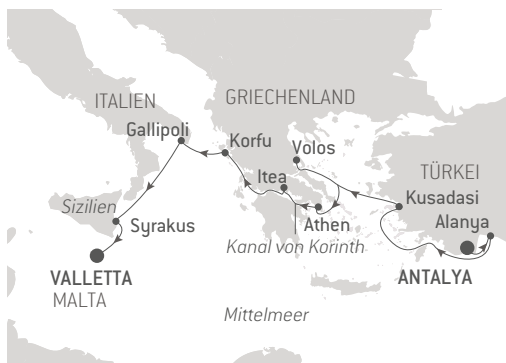 ITALIEN
GRIECHENLAND
Gallipoli
Korfu
Volos
Itea
TÜRKEI
Kusadasi
Sizilien
Syrakus
Athen
Alanya
Kanal von Korinth
VALLETTA
MALTA
ANTALYA
Mittelmeer